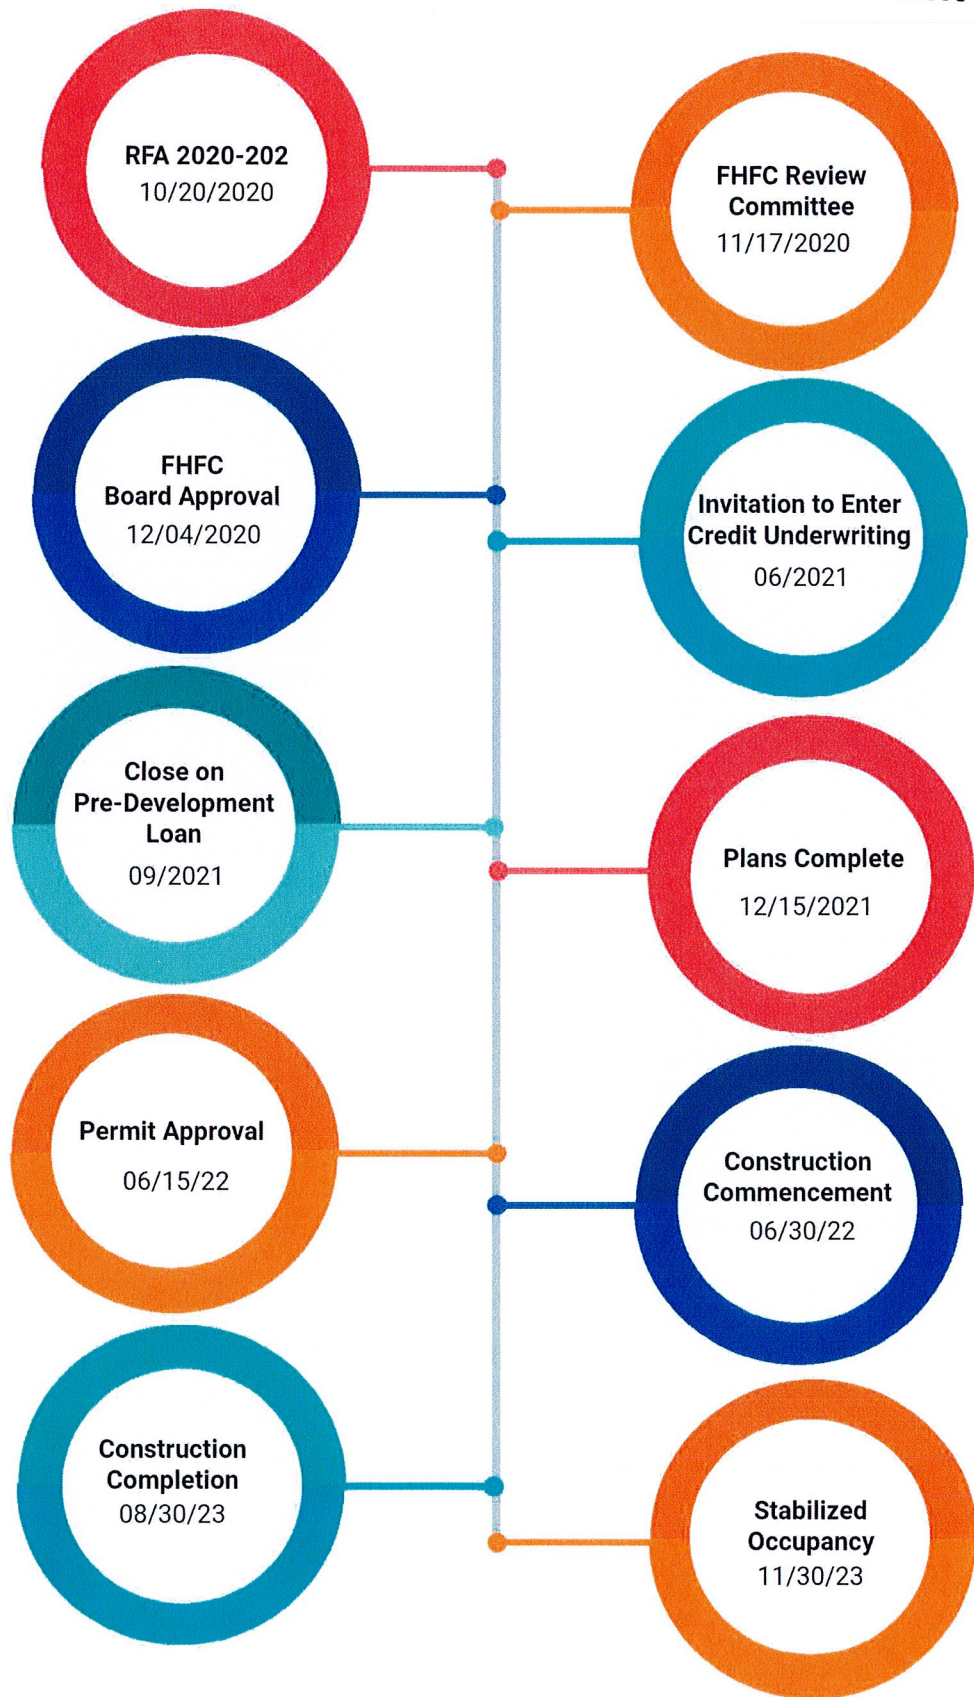 RFA 2020-202
10/20/2020
FHFC Review
Committee
11/17/2020
FHFC
Board Approval
12/04/2020
Invitation to Enter
Credit Underwriting
06/2021
Close on
Pre-Development
Loan
09/2021
Plans Complete
12/15/2021
Permit Approval
06/15/22
Construction
Commencement
06/30/22
Construction
Completion
08/30/23
Stabilized
Occupancy
11/30/23